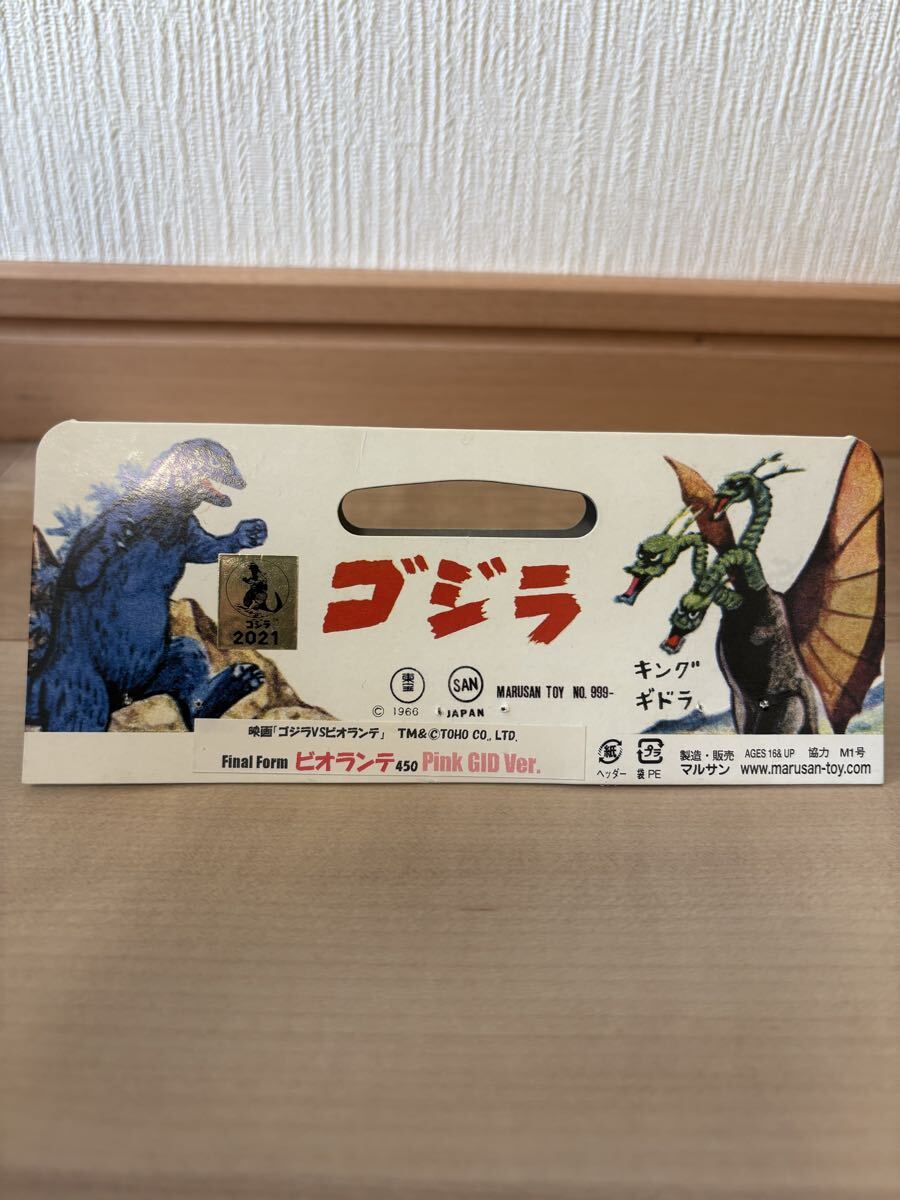 ゴジラ
ゴジラ
2021
キング
ギドラ
東宝
SAN
MARUSAN TOY NO. 999-
© 1966
JAPAN
映画「ゴジラVSビオランテ」 TM&©TOHO CO., LTD.
Final Form ビオランテ 450 Pink GID Ver.
紙
ヘッダー
プラ
袋 PE
製造・販売 AGES 16& UP 協力 M1号
マルサン www.marusan-toy.com